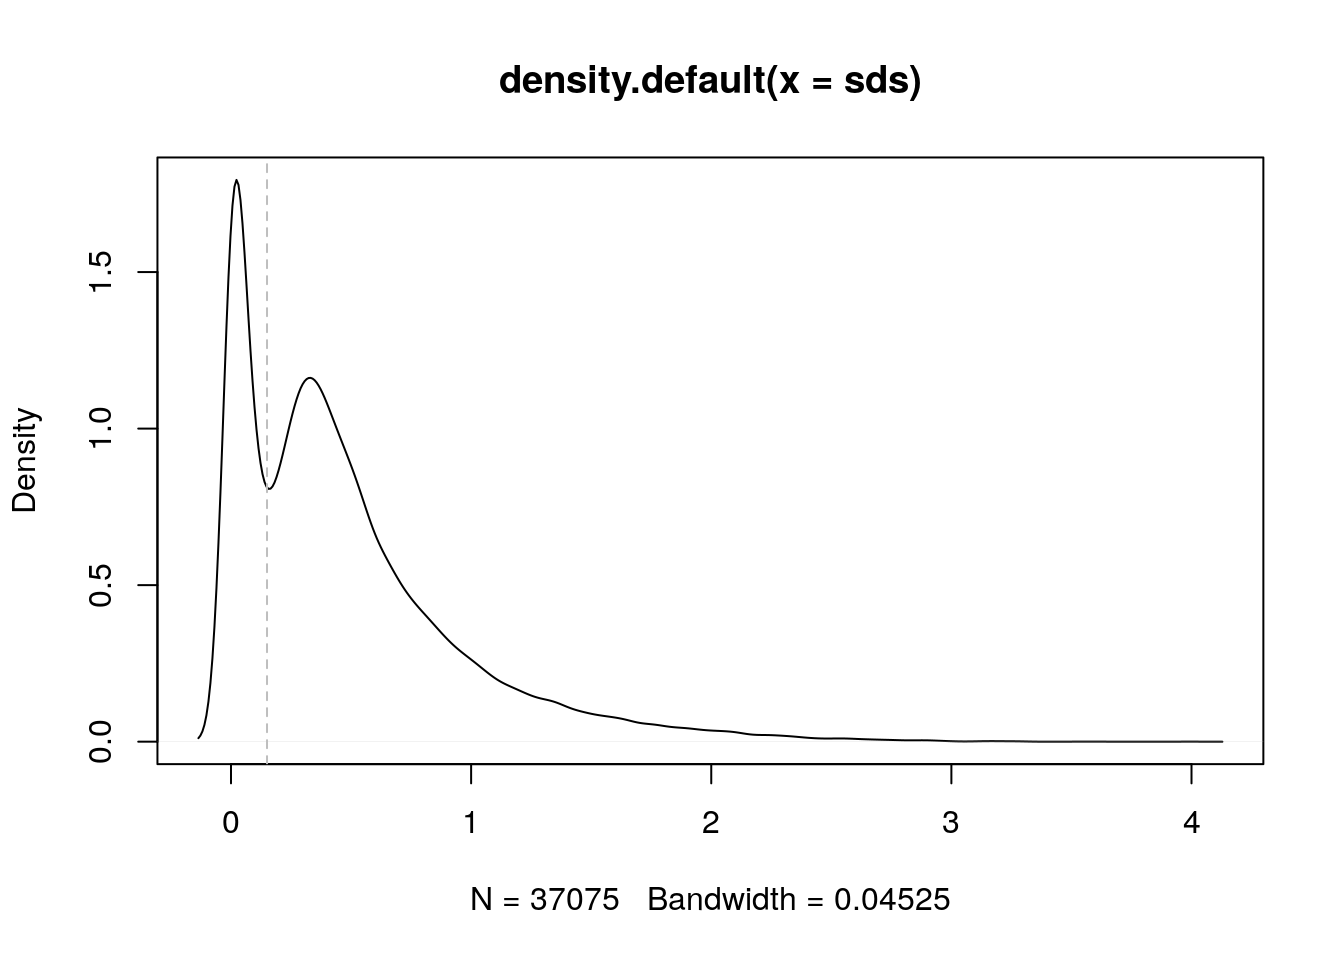 density.default(x = sds)
Density
0.0
0.5
1.0
1.5
0 1 2 3 4
N = 37075 Bandwidth = 0.04525